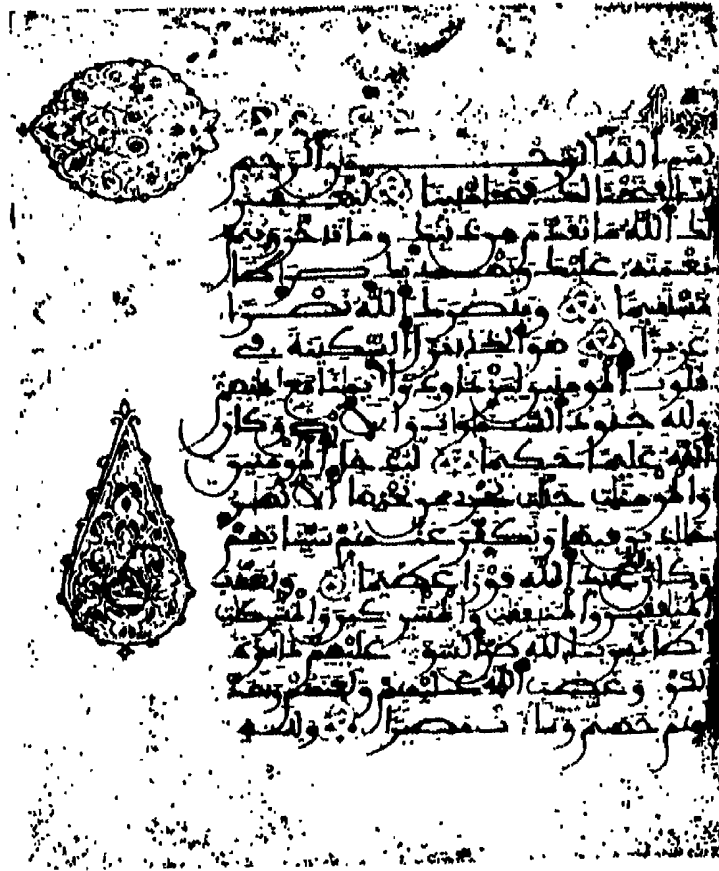 بسم الله الرحمن الرحيم
انا فتحنا لك فتحا مبينا ليغفر
لك الله ما تقدم من ذنبك وما تاخر ويتم
نعمته عليك ويهديك صراطا
مستقيما وينصرك الله نصرا
عزيزا هو الذي انزل السكينة في
قلوب المومنين ليزدادوا ايمانا مع ايمنهم
ولله جنود السموات والارض وكان
الله عليما حكيما ليدخل المومنين
والمومنت جنت تجري من تحتها الانهر
خلدين فيها ويكفر عنهم سيئاتهم
وكان ذلك عند الله فوزا عظيما ويعذب
المنفقين والمنفقت والمشركين والمشركت
الظانين بالله ظن السوء عليهم دائرة
السوء وغضب الله عليهم ولعنهم واعد
لهم جهنم وساءت مصيرا ولله